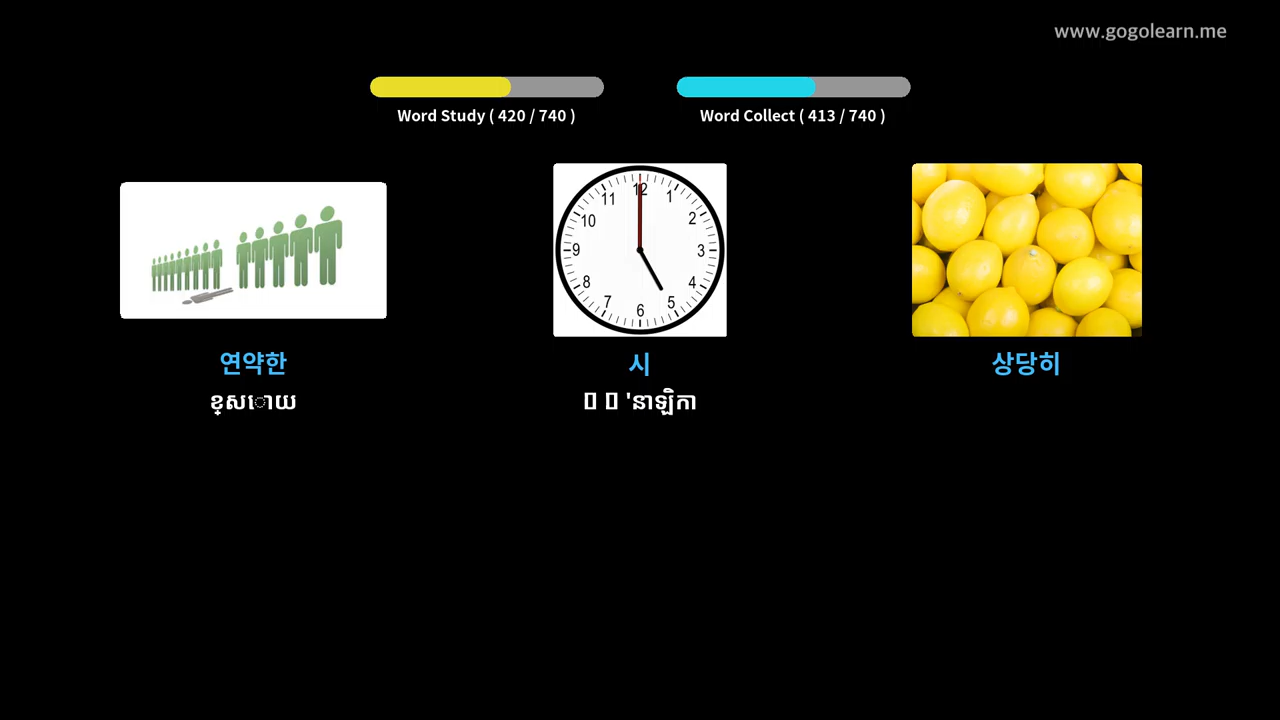 www.gogolearn.me
Word Study ( 420 / 740 )
Word Collect ( 413 / 740 )
12
11
1
10
2
9
3
8
4
7
5
6
연약한
시
상당히
ខ្សោយ
'នាឡិកា